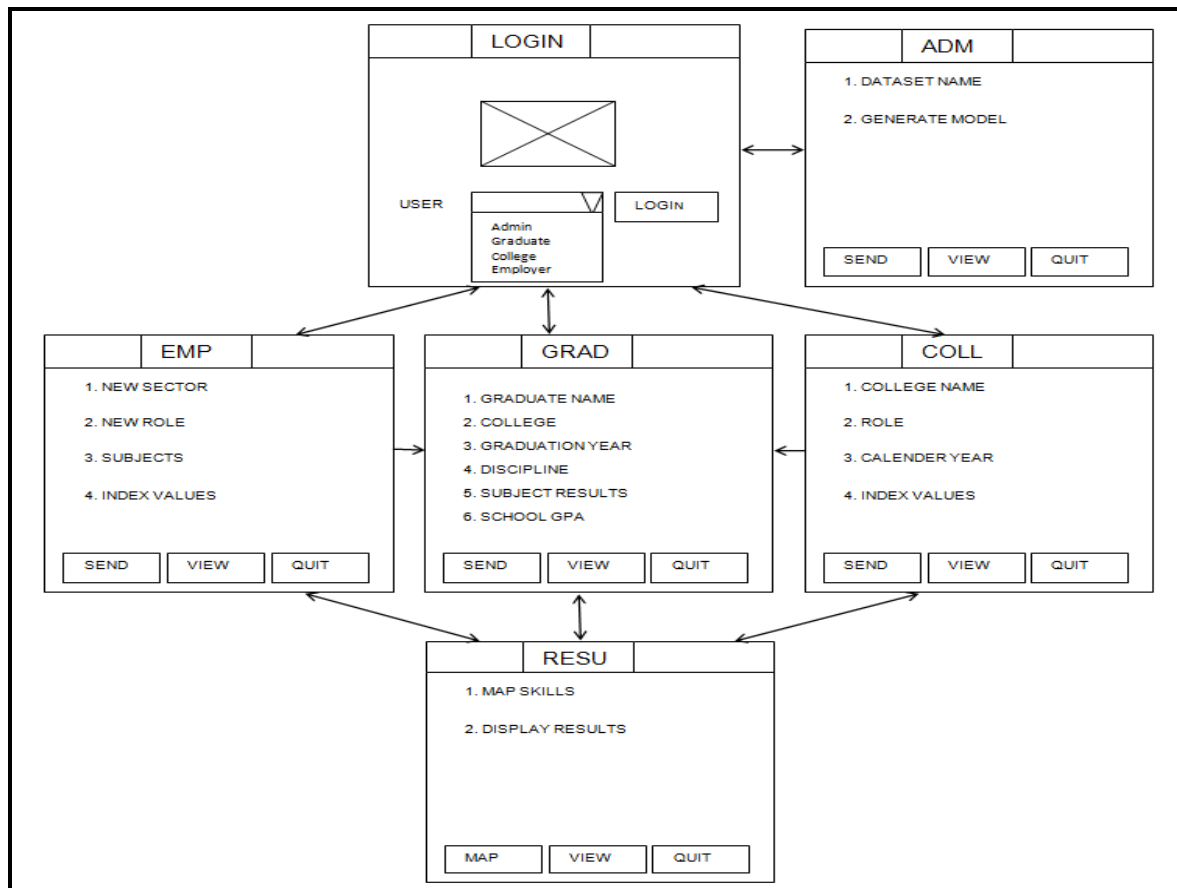 LOGIN
USER
LOGIN
Admin
Graduate
College
Employer
ADM
1. DATASET NAME
2. GENERATE MODEL
SEND VIEW QUIT
EMP
1. NEW SECTOR
2. NEW ROLE
3. SUBJECTS
4. INDEX VALUES
SEND VIEW QUIT
GRAD
1. GRADUATE NAME
2. COLLEGE
3. GRADUATION YEAR
4. DISCIPLINE
5. SUBJECT RESULTS
6. SCHOOL GPA
SEND VIEW QUIT
COLL
1. COLLEGE NAME
2. ROLE
3. CALENDER YEAR
4. INDEX VALUES
SEND VIEW QUIT
RESU
1. MAP SKILLS
2. DISPLAY RESULTS
MAP VIEW QUIT